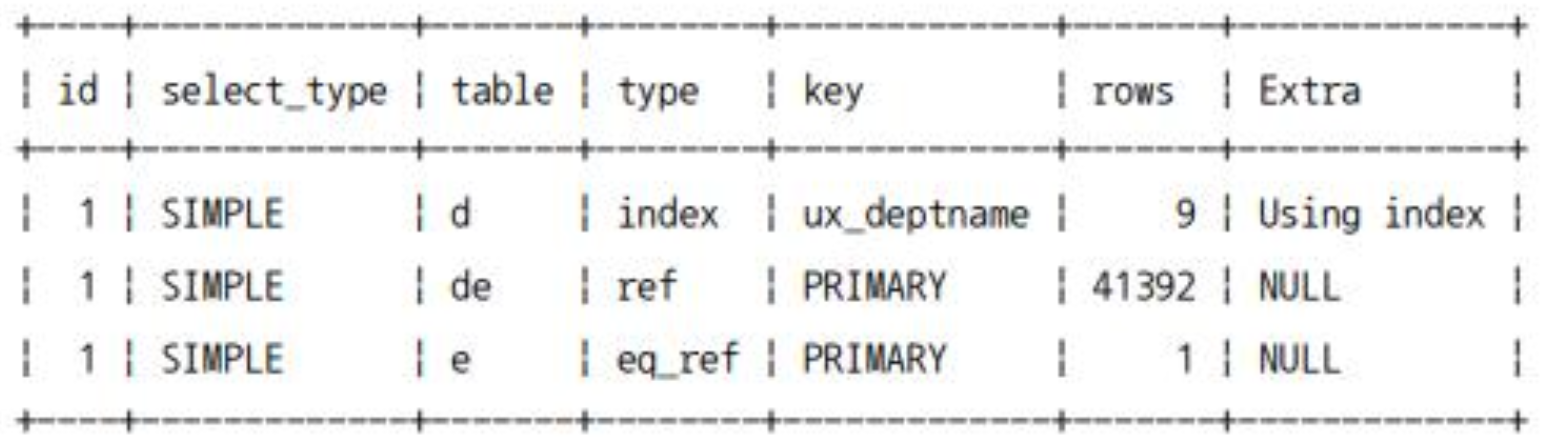 +----+-------------+-------+--------+-------------+-------+-------------+
| id | select_type | table | type   | key         | rows  | Extra       |
+----+-------------+-------+--------+-------------+-------+-------------+
|  1 | SIMPLE      | d     | index  | ux_deptname |     9 | Using index |
|  1 | SIMPLE      | de    | ref    | PRIMARY     | 41392 | NULL        |
|  1 | SIMPLE      | e     | eq_ref | PRIMARY     |     1 | NULL        |
+----+-------------+-------+--------+-------------+-------+-------------+